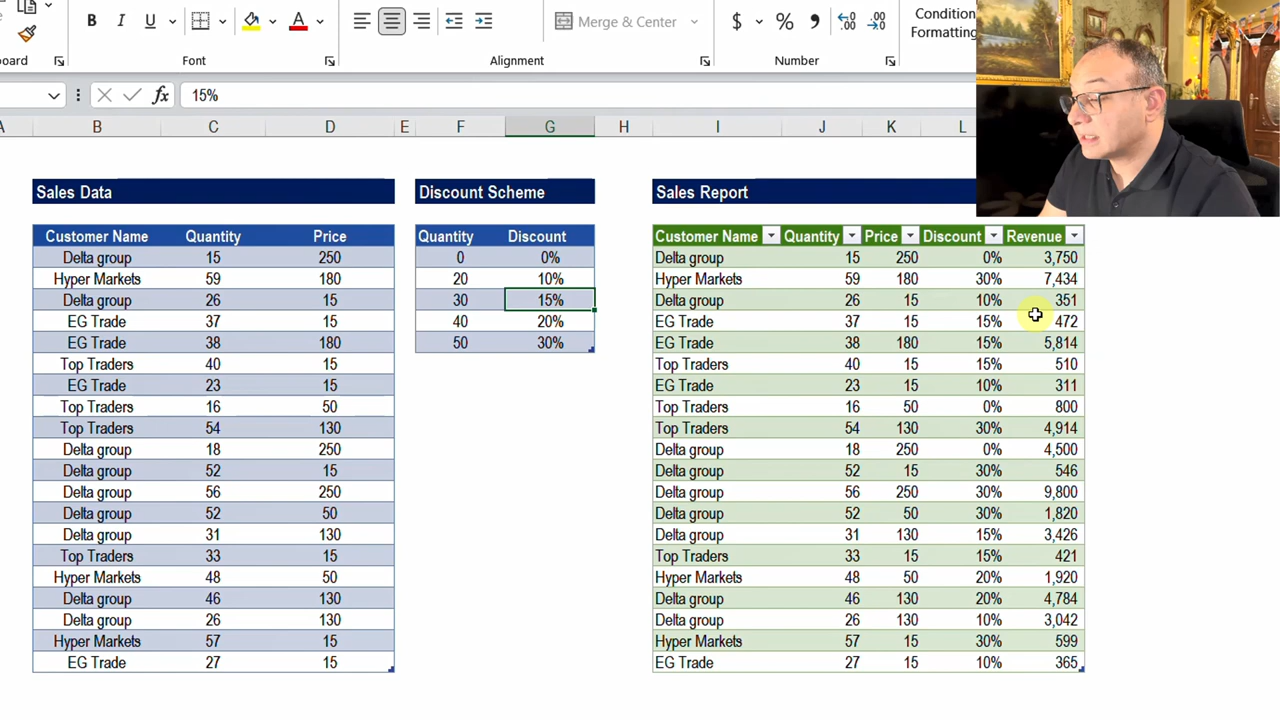 B I U A Merge & Center $ % , Condition
Formatting
oard Font Alignment Number
fx 15%
A B C D E F G H I J K L
Sales Data Discount Scheme Sales Report
Customer Name Quantity Price Quantity Discount Customer Name Quantity Price Discount Revenue
Delta group 15 250 0 0% Delta group 15 250 0% 3,750
Hyper Markets 59 180 20 10% Hyper Markets 59 180 30% 7,434
Delta group 26 15 30 15% Delta group 26 15 10% 351
EG Trade 37 15 40 20% EG Trade 37 15 15% 472
EG Trade 38 180 50 30% EG Trade 38 180 15% 5,814
Top Traders 40 15 Top Traders 40 15 15% 510
EG Trade 23 15 EG Trade 23 15 10% 311
Top Traders 16 50 Top Traders 16 50 0% 800
Top Traders 54 130 Top Traders 54 130 30% 4,914
Delta group 18 250 Delta group 18 250 0% 4,500
Delta group 52 15 Delta group 52 15 30% 546
Delta group 56 250 Delta group 56 250 30% 9,800
Delta group 52 50 Delta group 52 50 30% 1,820
Delta group 31 130 Delta group 31 130 15% 3,426
Top Traders 33 15 Top Traders 33 15 15% 421
Hyper Markets 48 50 Hyper Markets 48 50 20% 1,920
Delta group 46 130 Delta group 46 130 20% 4,784
Delta group 26 130 Delta group 26 130 10% 3,042
Hyper Markets 57 15 Hyper Markets 57 15 30% 599
EG Trade 27 15 EG Trade 27 15 10% 365